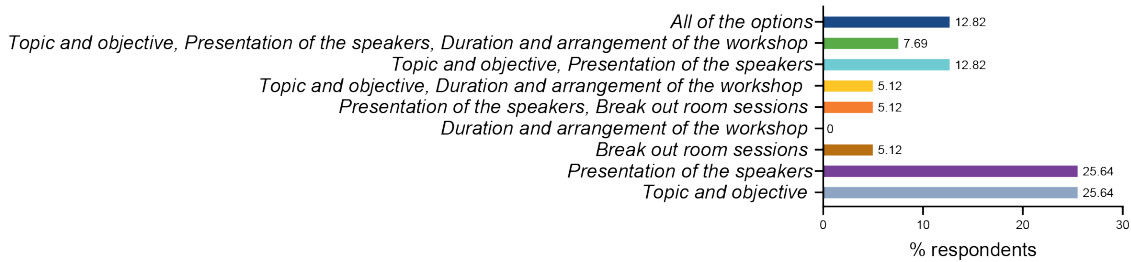 All of the options 12.82
Topic and objective, Presentation of the speakers, Duration and arrangement of the workshop 7.69
Topic and objective, Presentation of the speakers 12.82
Topic and objective, Duration and arrangement of the workshop 5.12
Presentation of the speakers, Break out room sessions 5.12
Duration and arrangement of the workshop 0
Break out room sessions 5.12
Presentation of the speakers 25.64
Topic and objective 25.64
0 10 20 30
% respondents